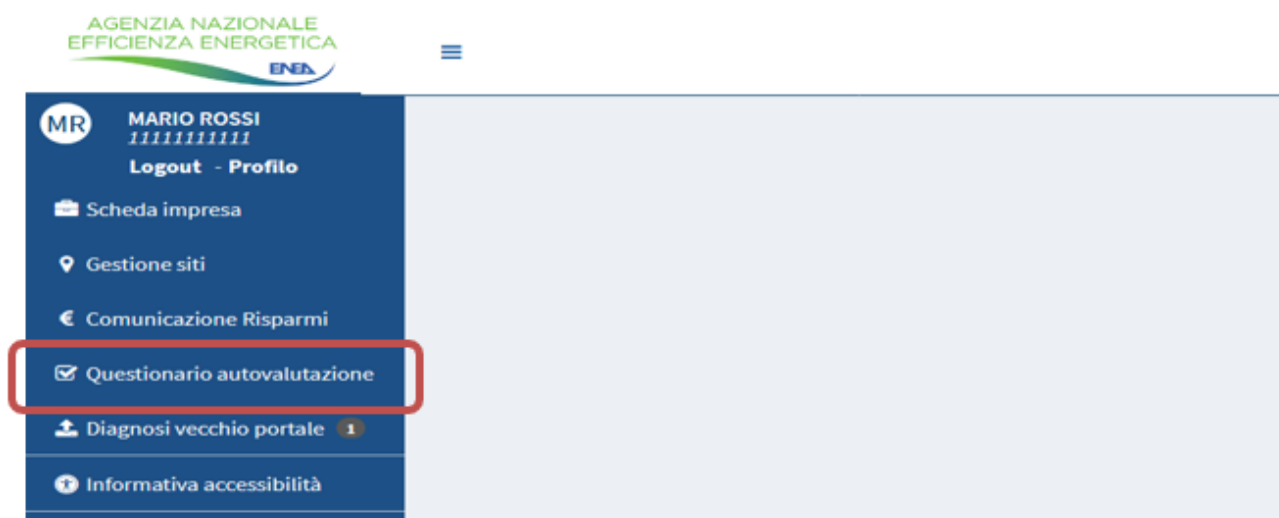 AGENZIA NAZIONALE
EFFICIENZA ENERGETICA
ENEA
MR
MARIO ROSSI
11111111111
Logout - Profilo
Scheda impresa
Gestione siti
€ Comunicazione Risparmi
Questionario autovalutazione
Diagnosi vecchio portale 1
Informativa accessibilità